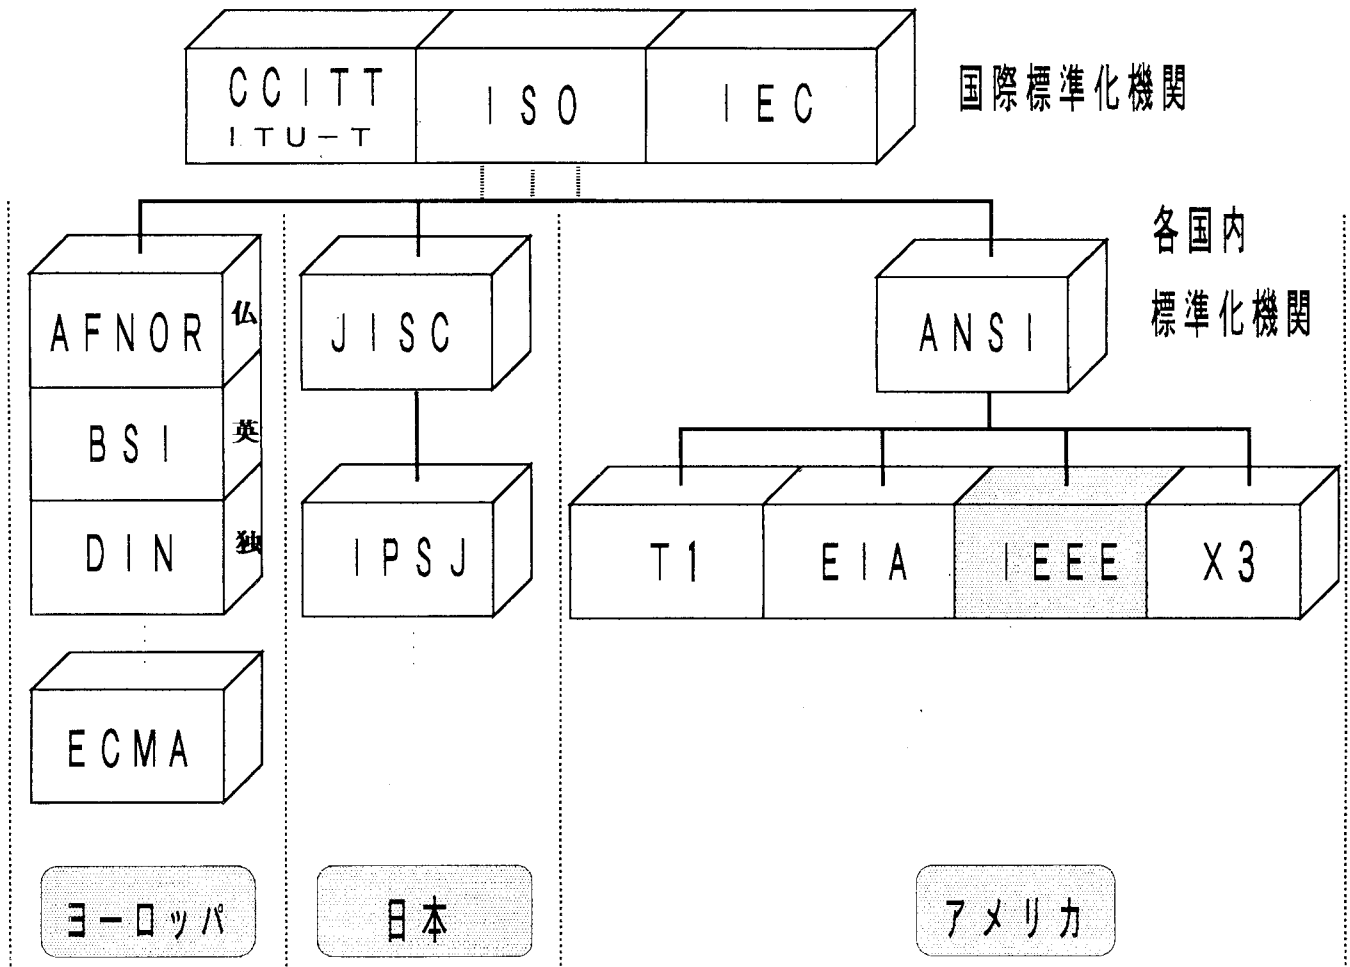 CCITT
ITU-T
ISO
IEC
国際標準化機関
各国内
標準化機関
AFNOR
仏
BSI
英
DIN
独
ECMA
JISC
IPSJ
ANSI
T1
EIA
IEEE
X3
ヨーロッパ
日本
アメリカ